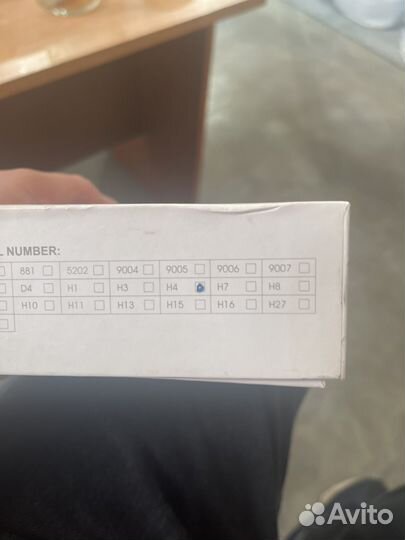 L NUMBER:
881 5202 9004 9005 9006 9007
D4 H1 H3 H4 H7 H8
H10 H11 H13 H15 H16 H27
Avito